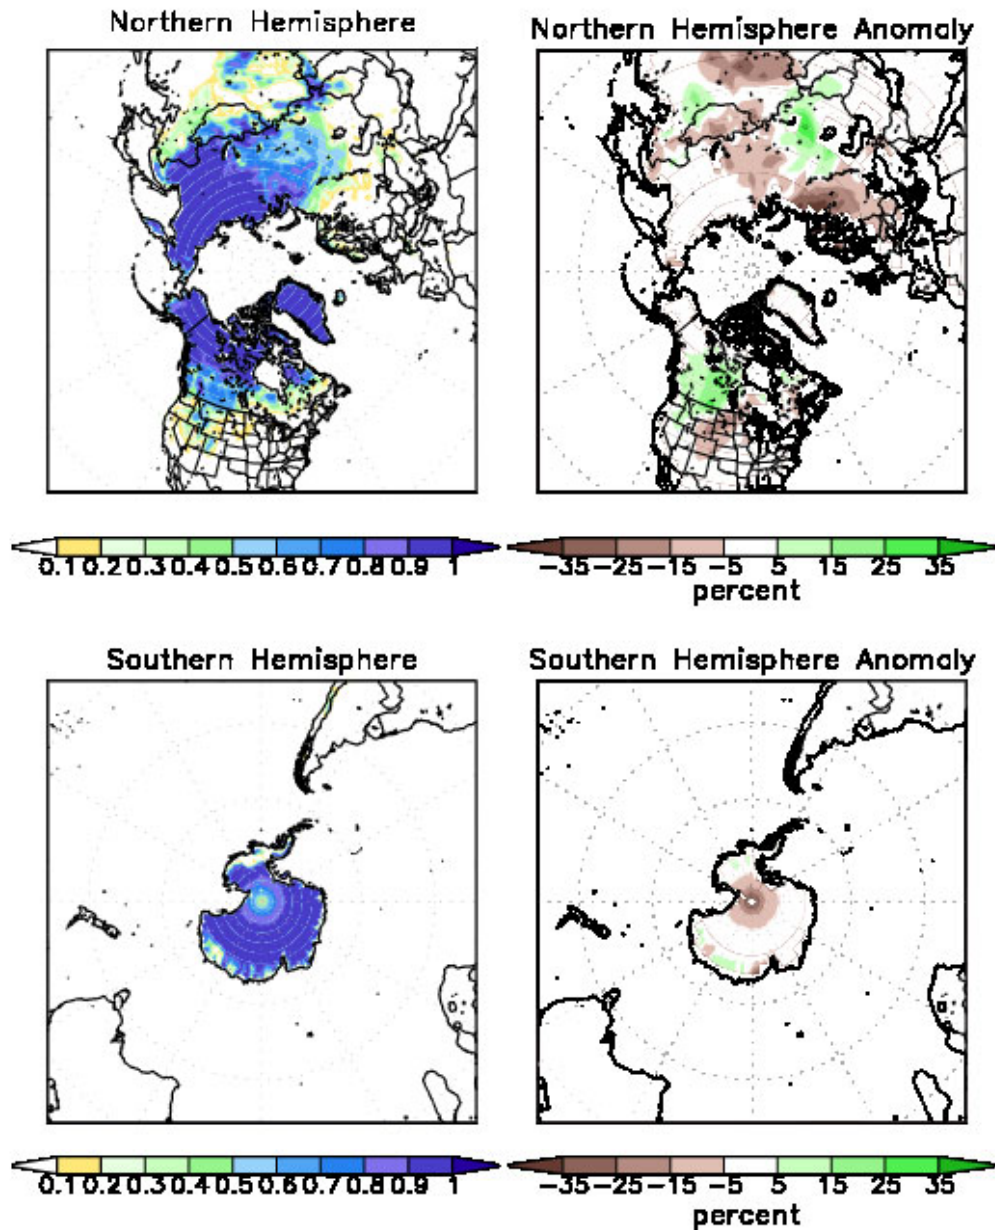 Northern Hemisphere
Northern Hemisphere Anomaly
0.1 0.2 0.3 0.4 0.5 0.6 0.7 0.8 0.9 1
-35 -25 -15 -5 5 15 25 35
percent
Southern Hemisphere
Southern Hemisphere Anomaly
0.1 0.2 0.3 0.4 0.5 0.6 0.7 0.8 0.9 1
-35 -25 -15 -5 5 15 25 35
percent